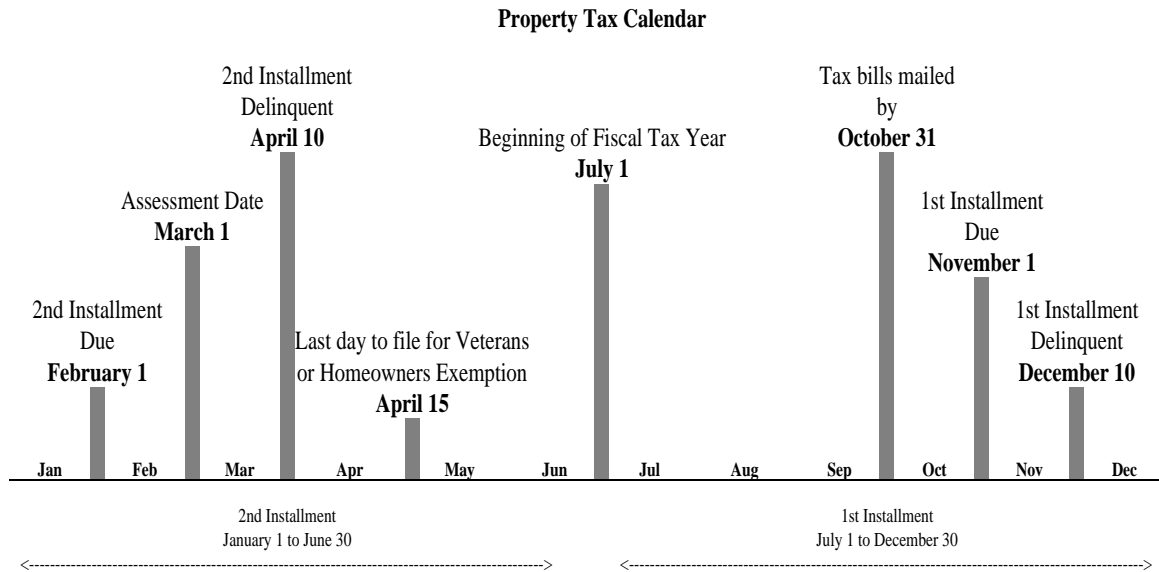 Property Tax Calendar
2nd Installment
Delinquent
April 10
Tax bills mailed
by
October 31
Beginning of Fiscal Tax Year
July 1
Assessment Date
March 1
1st Installment
Due
November 1
2nd Installment
Due
February 1
Last day to file for Veterans
or Homeowners Exemption
April 15
1st Installment
Delinquent
December 10
Jan Feb Mar Apr May Jun Jul Aug Sep Oct Nov Dec
2nd Installment
January 1 to June 30
1st Installment
July 1 to December 30